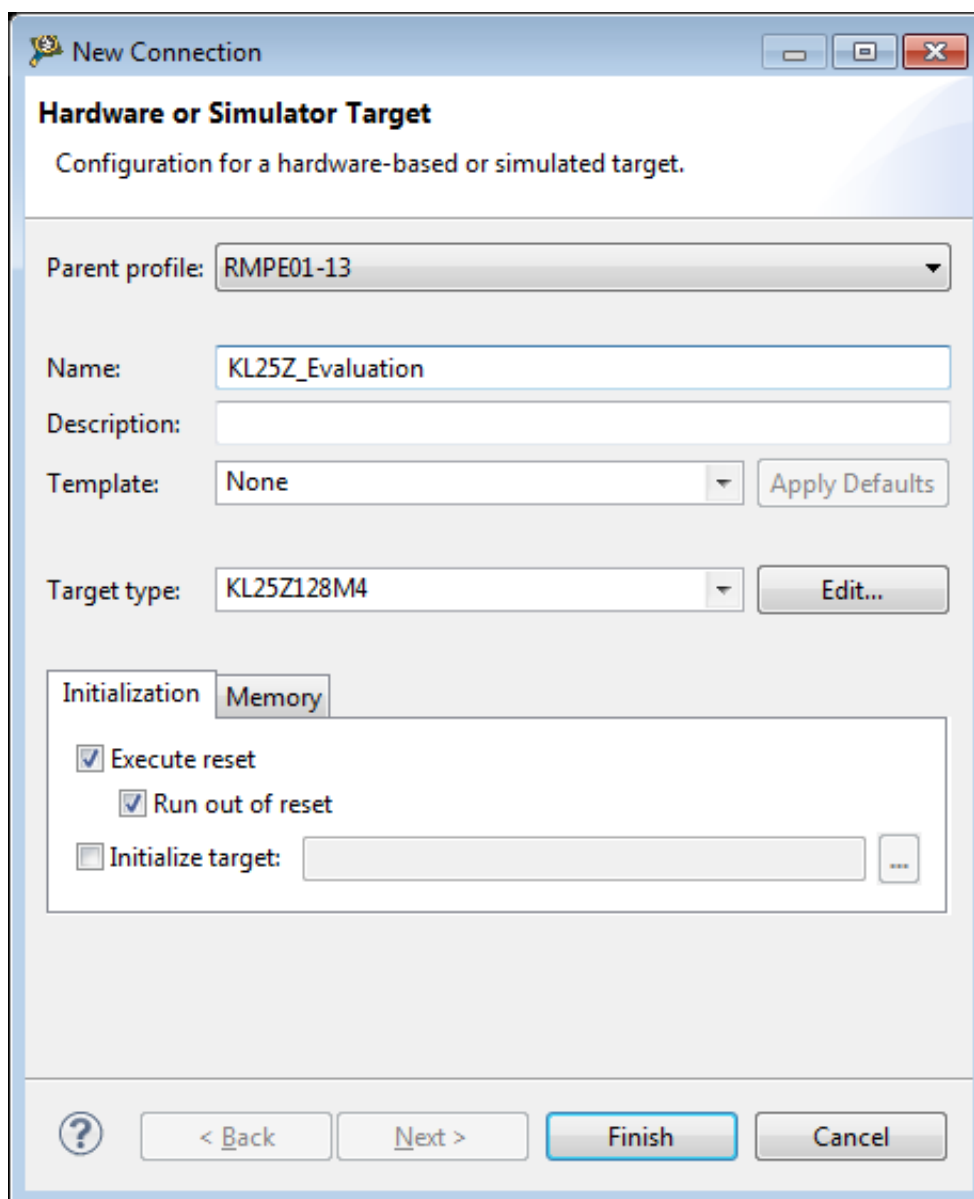 New Connection
Hardware or Simulator Target
Configuration for a hardware-based or simulated target.
Parent profile: RMPE01-13
Name: KL25Z_Evaluation
Description:
Template: None Apply Defaults
Target type: KL25Z128M4 Edit...
Initialization Memory
Execute reset
Run out of reset
Initialize target: ...
? < Back Next > Finish Cancel